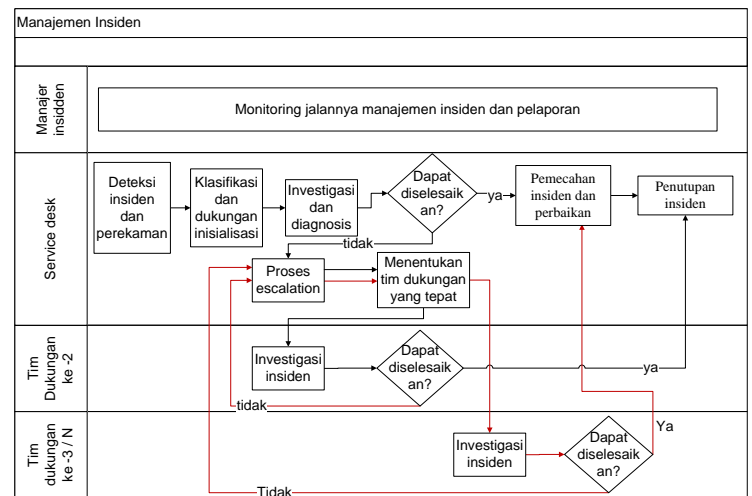 Manajemen Insiden
Manajer
insidden
Monitoring jalannya manajemen insiden dan pelaporan
Service desk
Deteksi
insiden
dan
perekaman
Klasifikasi
dan
dukungan
inisialisasi
Investigasi
dan
diagnosis
Dapat
diselesaik
an?
ya
Pemecahan
insiden dan
perbaikan
Penutupan
insiden
tidak
Proses
escalation
Menentukan
tim dukungan
yang tepat
Tim
Dukungan
ke -2
Investigasi
insiden
Dapat
diselesaik
an?
ya
tidak
Tim
dukungan
ke -3 / N
Investigasi
insiden
Dapat
diselesaik
an?
Ya
Tidak